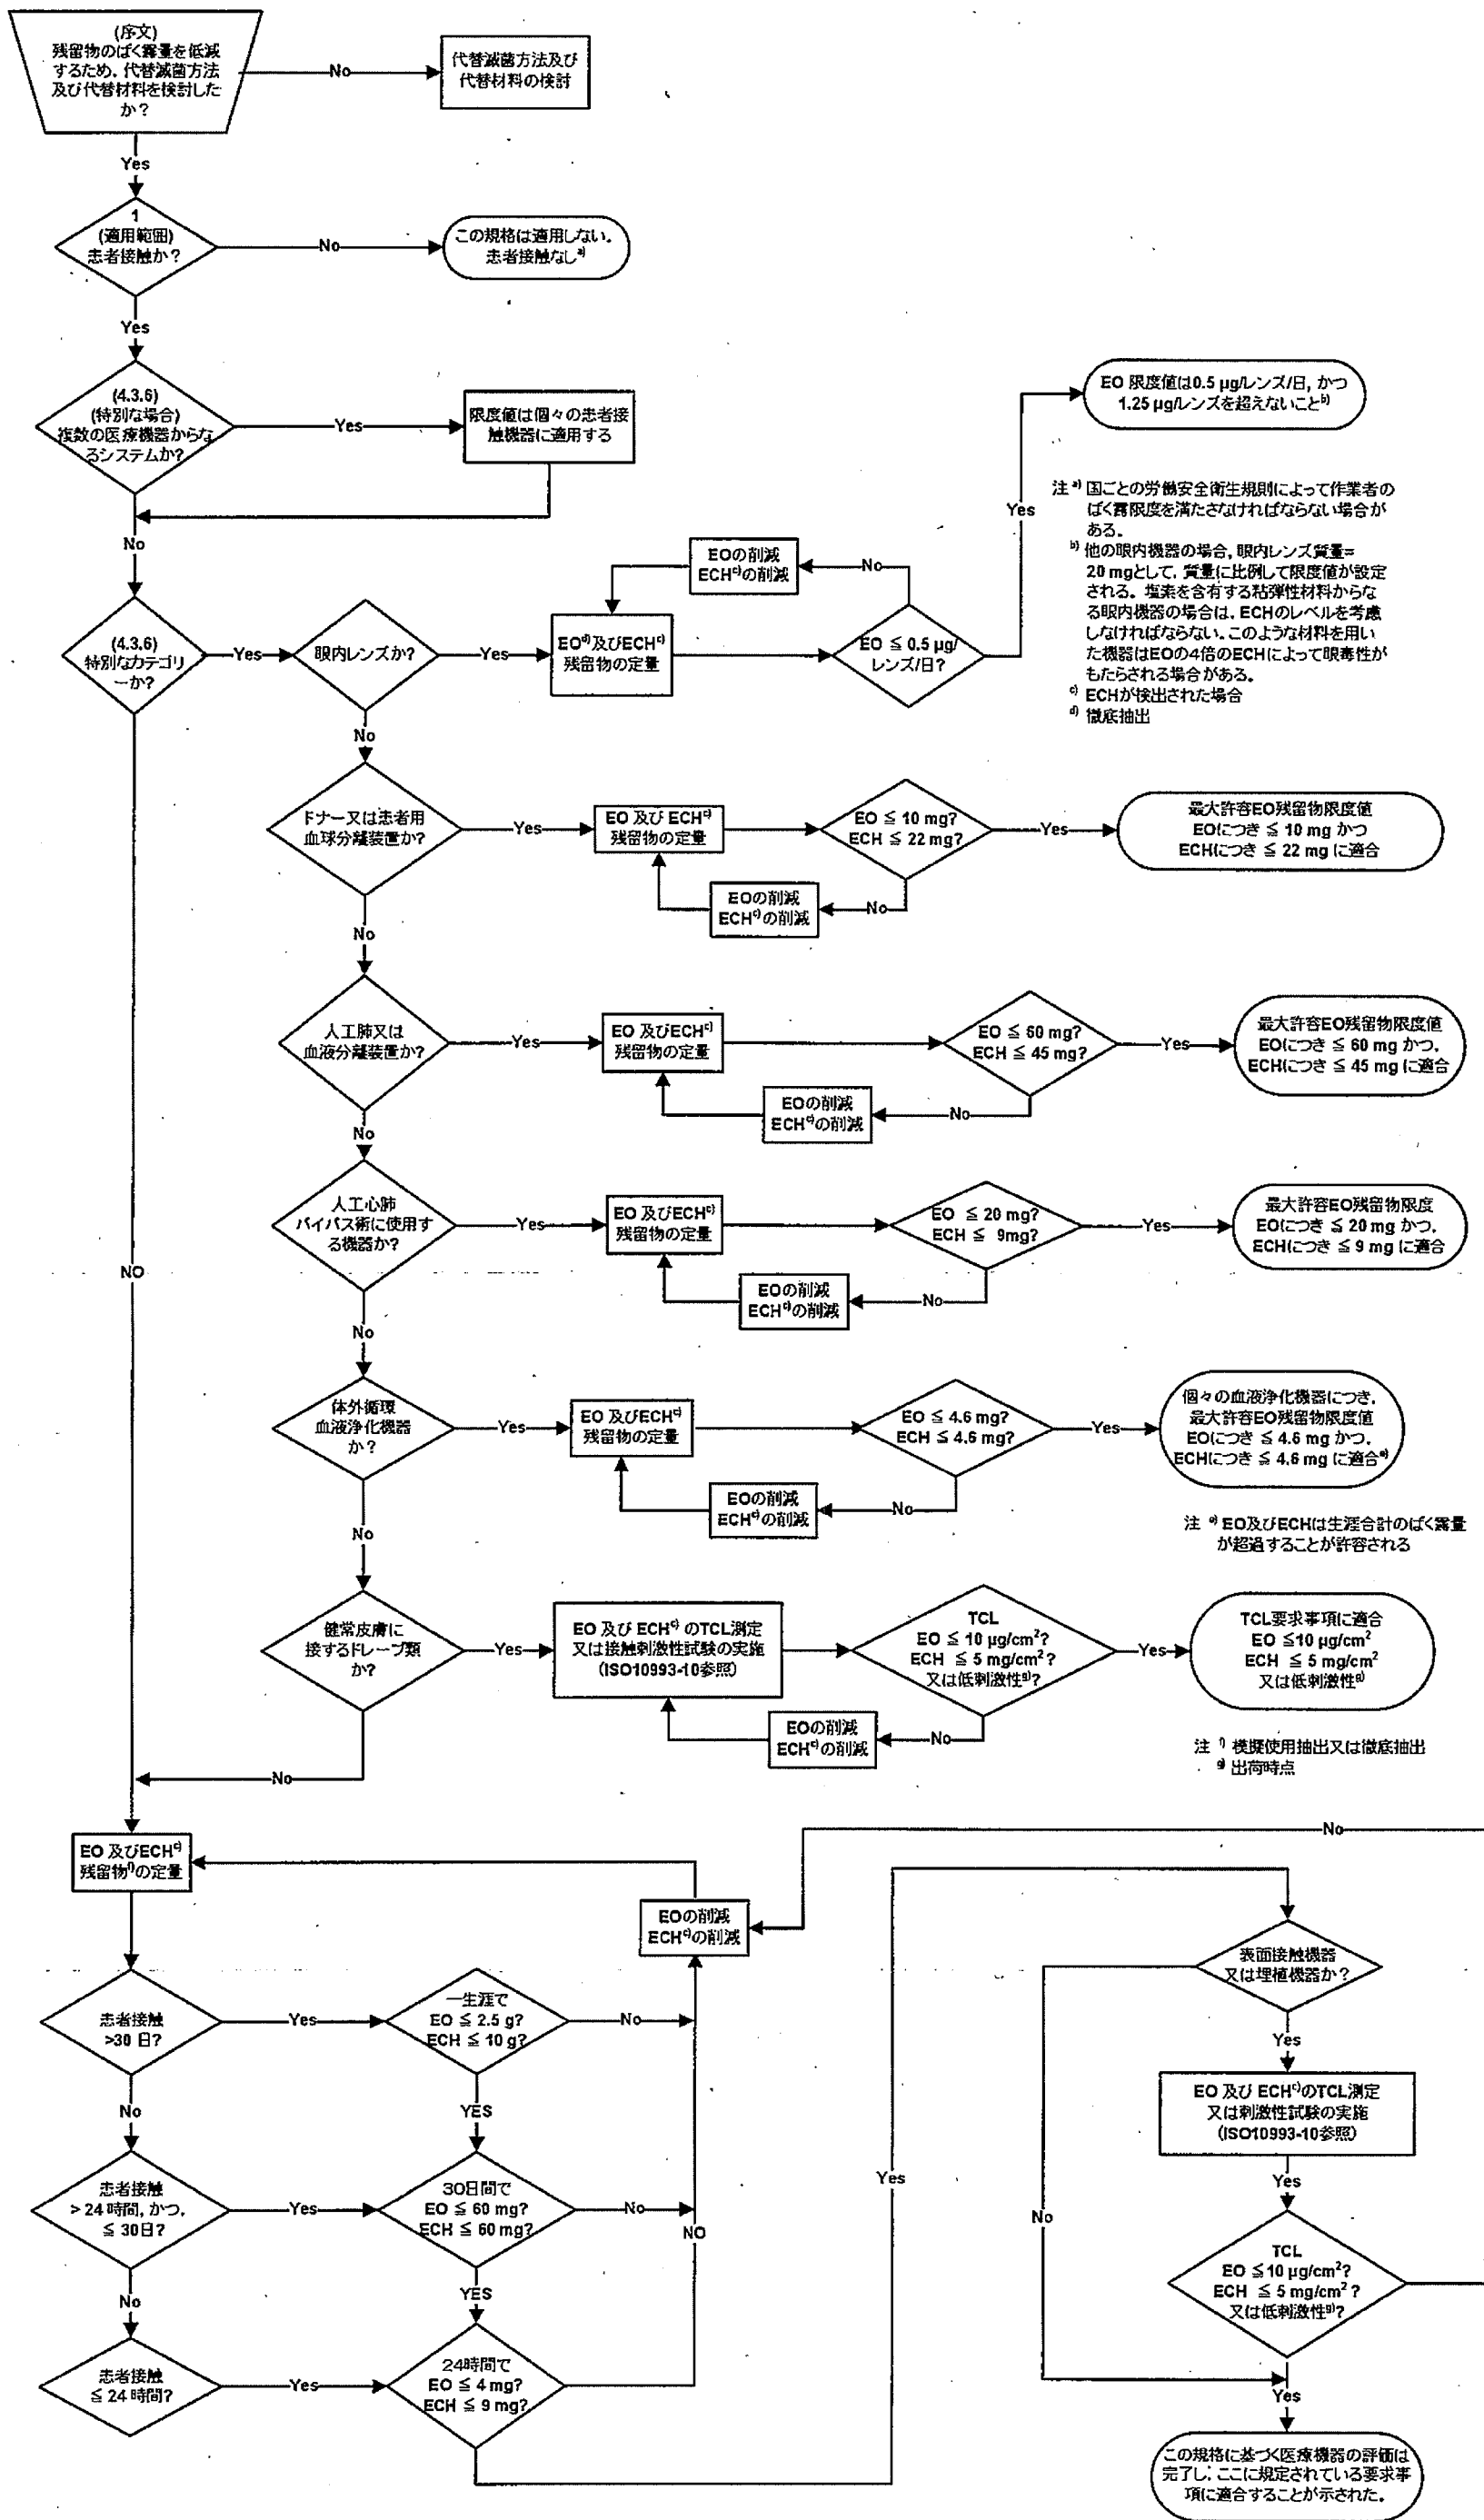 (序文)
残留物のばく露量を低減
するため、代替滅菌方法
及び代替材料を検討した
か？
No
代替滅菌方法及び
代替材料の検討
Yes
1
(適用範囲)
患者接触か？
No
この規格は適用しない。
患者接触なしa)
Yes
(4.3.6)
(特別な場合)
複数の医療機器からな
るシステムか？
Yes
限度値は個々の患者接
触機器に適用する
No
EO 限度値は0.5 µg/レンズ/日, かつ
1.25 µg/レンズを超えないことb)
Yes
注 a) 国ごとの労働安全衛生規則によって作業者の
ばく露限度を満たさなければならない場合が
ある。
b) 他の眼内機器の場合, 眼内レンズ質量=
20 mgとして, 質量に比例して限度値が設定
される。塩素を含有する粘弾性材料からな
る眼内機器の場合は, ECHのレベルを考慮
しなければならない。このような材料を用い
た機器はEOの4倍のECHによって眼毒性が
もたらされる場合がある。
c) ECHが検出された場合
d) 徹底抽出
(4.3.6)
特別なカテゴリ
ーか？
Yes
眼内レンズか？
Yes
EOd)及びECHc)
残留物の定量
EO ≦ 0.5 µg/
レンズ/日？
No
EOの削減
ECHc)の削減
No
ドナー又は患者用
血球分離装置か？
Yes
EO 及び ECHc)
残留物の定量
EO ≦ 10 mg?
ECH ≦ 22 mg?
Yes
最大許容EO残留物限度値
EOにつき ≦ 10 mg かつ
ECHにつき ≦ 22 mg に適合
No
EOの削減
ECHc)の削減
No
人工肺又は
血液分離装置か？
Yes
EO 及びECHc)
残留物の定量
EO ≦ 60 mg?
ECH ≦ 45 mg?
Yes
最大許容EO残留物限度値
EOにつき ≦ 60 mg かつ,
ECHにつき ≦ 45 mg に適合
No
EOの削減
ECHc)の削減
No
人工心肺
バイパス術に使用す
る機器か？
Yes
EO 及びECHc)
残留物の定量
EO ≦ 20 mg?
ECH ≦ 9mg?
Yes
最大許容EO残留物限度
EOにつき ≦ 20 mg かつ,
ECHにつき ≦ 9 mg に適合
No
EOの削減
ECHc)の削減
NO
No
体外循環
血液浄化機器
か？
Yes
EO 及びECHc)
残留物の定量
EO ≦ 4.6 mg?
ECH ≦ 4.6 mg?
Yes
個々の血液浄化機器につき,
最大許容EO残留物限度値
EOにつき ≦ 4.6 mg かつ,
ECHにつき ≦ 4.6 mg に適合e)
No
EOの削減
ECHc)の削減
注 e) EO及びECHは生涯合計のばく露量
が超過することが許容される
No
健常皮膚に
接するドレープ類
か？
Yes
EO 及び ECHc) のTCL測定
又は接触刺激性試験の実施
(ISO10993-10参照)
TCL
EO ≦ 10 µg/cm2?
ECH ≦ 5 mg/cm2?
又は低刺激性g)?
Yes
TCL要求事項に適合
EO ≦10 µg/cm2
ECH ≦ 5 mg/cm2
又は低刺激性g)
No
EOの削減
ECHc)の削減
注 f) 模擬使用抽出又は徹底抽出
g) 出荷時点
No
EO 及びECHc)
残留物f)の定量
No
EOの削減
ECHc)の削減
表面接触機器
又は埋植機器か？
患者接触
>30 日？
Yes
一生涯で
EO ≦ 2.5 g?
ECH ≦ 10 g?
No
Yes
EO 及び ECHc)のTCL測定
又は刺激性試験の実施
(ISO10993-10参照)
No
YES
患者接触
> 24 時間, かつ,
≦ 30日？
Yes
30日間で
EO ≦ 60 mg?
ECH ≦ 60 mg?
No
NO
Yes
Yes
No
TCL
EO ≦10 µg/cm2?
ECH ≦ 5 mg/cm2 ?
又は低刺激性g)?
No
YES
患者接触
≦ 24 時間？
Yes
24時間で
EO ≦ 4 mg?
ECH ≦ 9 mg?
Yes
この規格に基づく医療機器の評価は
完了し, ここに規定されている要求事
項に適合することが示された。